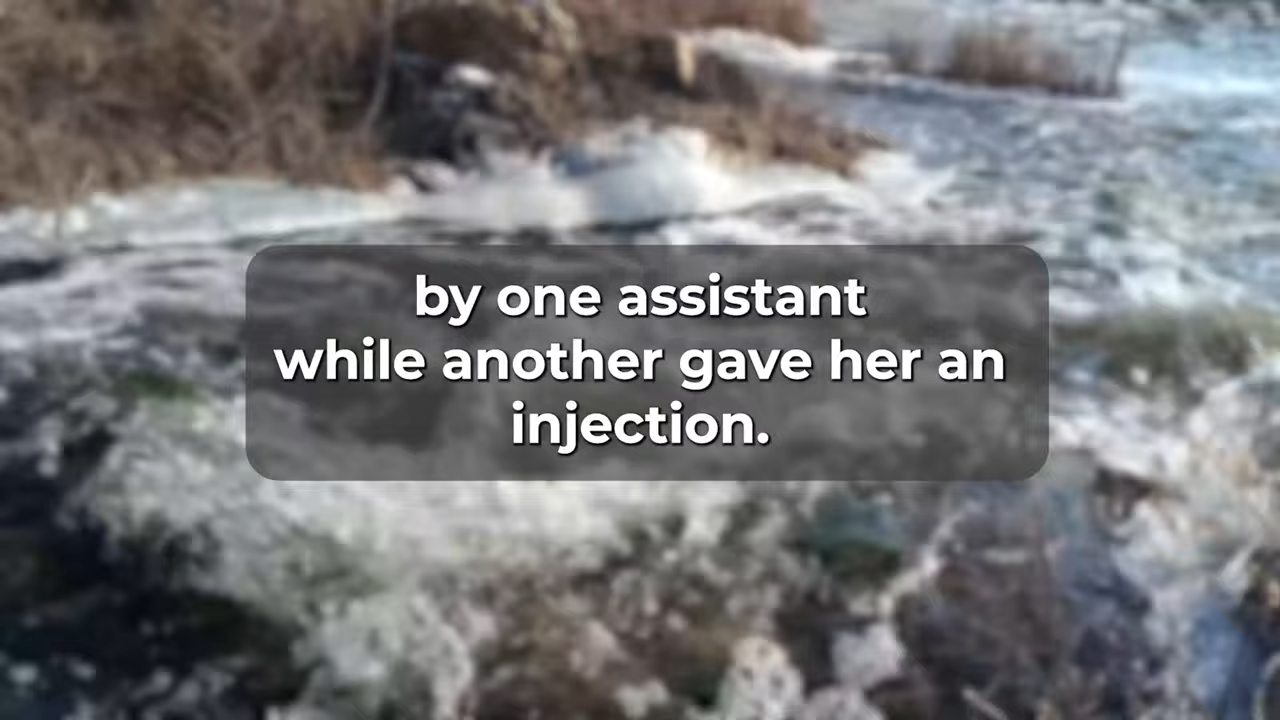 by one assistant
while another gave her an
injection.